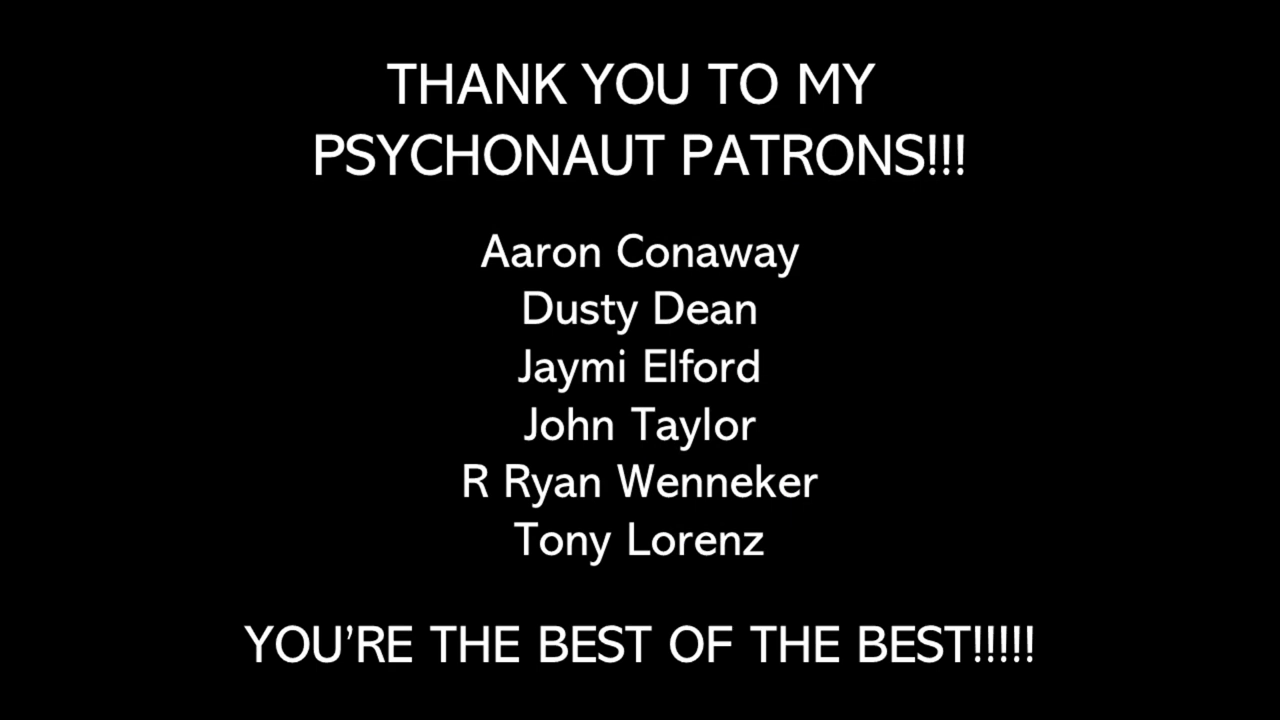 THANK YOU TO MY
PSYCHONAUT PATRONS!!!
Aaron Conaway
Dusty Dean
Jaymi Elford
John Taylor
R Ryan Wenneker
Tony Lorenz
YOU’RE THE BEST OF THE BEST!!!!!